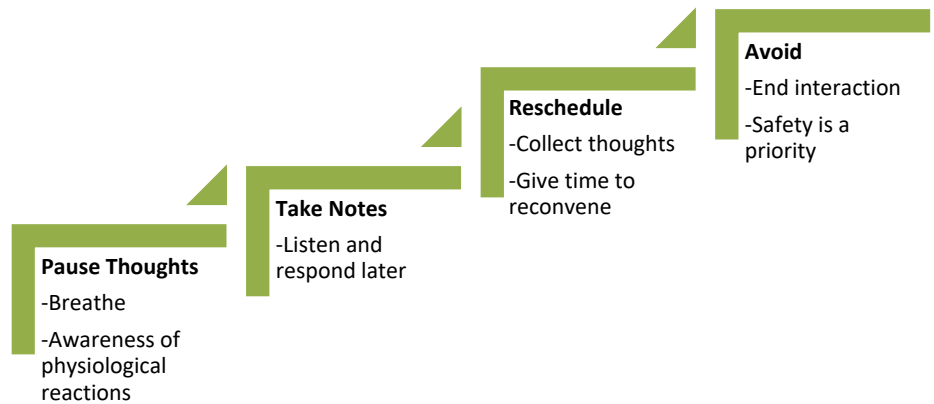 Pause Thoughts
-Breathe
-Awareness of
physiological
reactions
Take Notes
-Listen and
respond later
Reschedule
-Collect thoughts
-Give time to
reconvene
Avoid
-End interaction
-Safety is a
priority